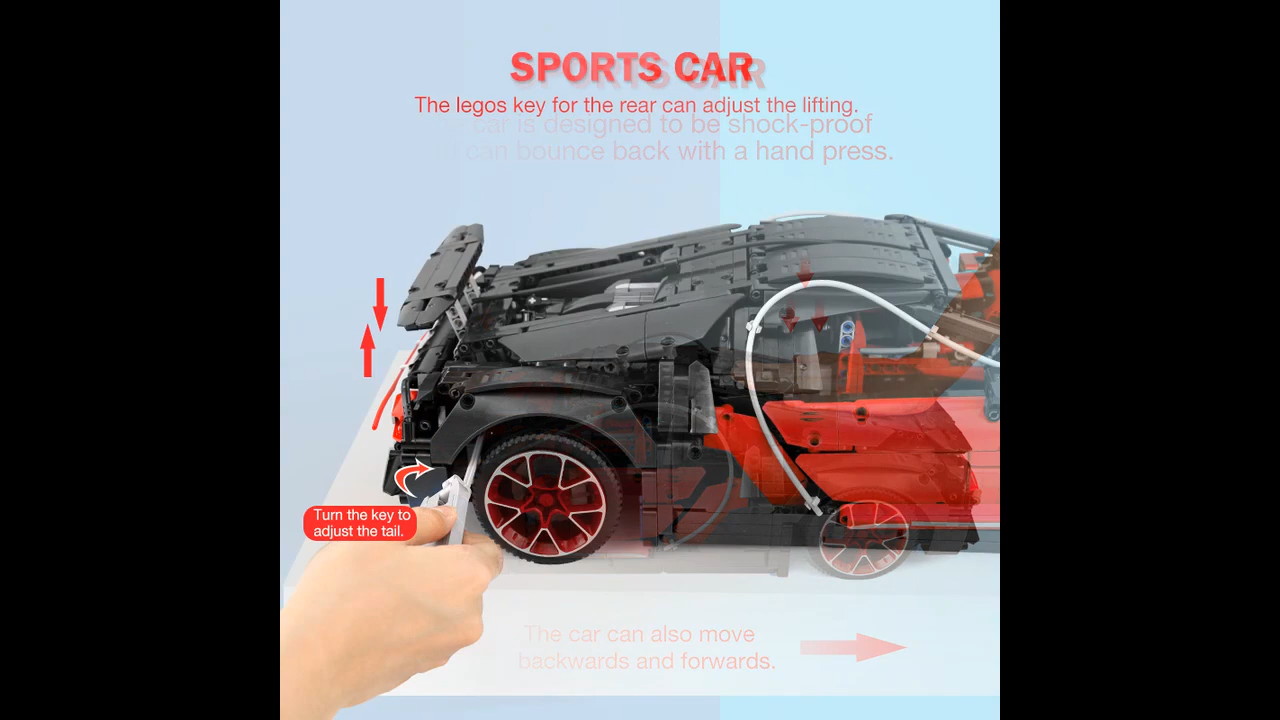 SPORTS CAR
The legos key for the rear can adjust the lifting.
car is designed to be shock-proof
can bounce back with a hand press.
Turn the key to
adjust the tail.
The car can also move
backwards and forwards.